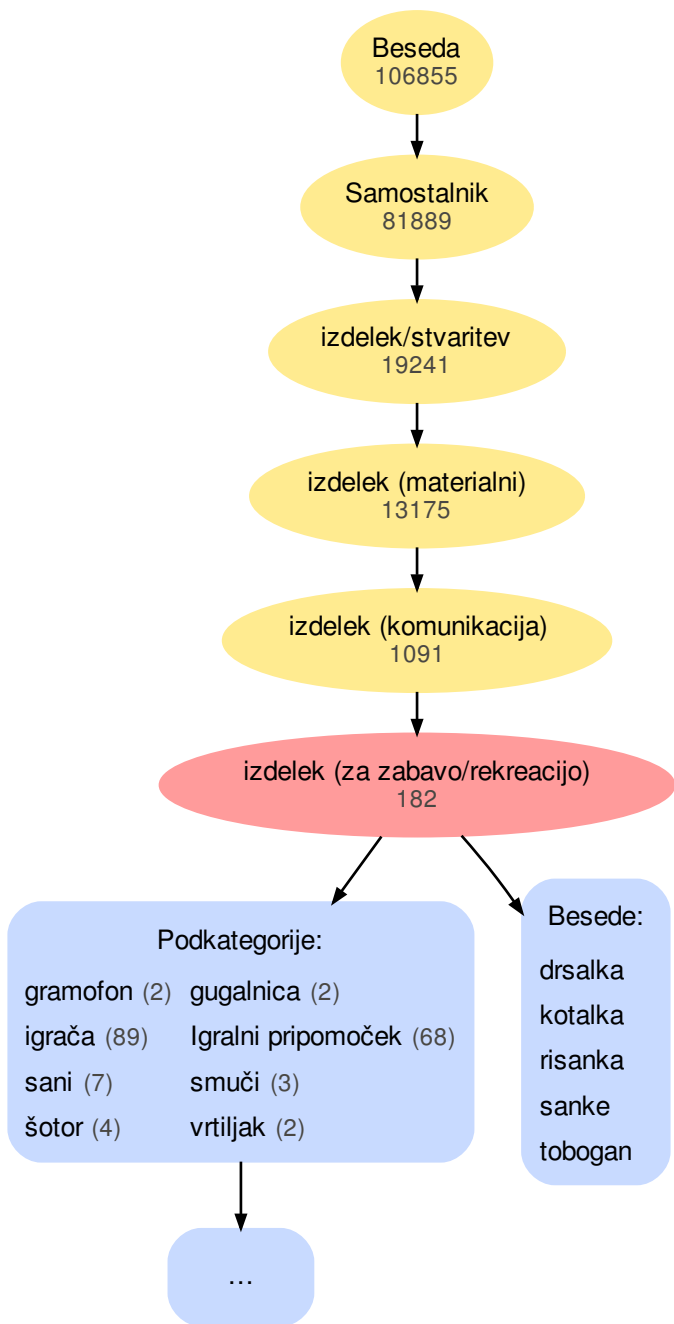 Beseda
106855
Samostalnik
81889
izdelek/stvaritev
19241
izdelek (materialni)
13175
izdelek (komunikacija)
1091
izdelek (za zabavo/rekreacijo)
182
Podkategorije:
gramofon (2) gugalnica (2)
igrača (89) Igralni pripomoček (68)
sani (7) smuči (3)
šotor (4) vrtiljak (2)
Besede:
drsalka
kotalka
risanka
sanke
tobogan
...